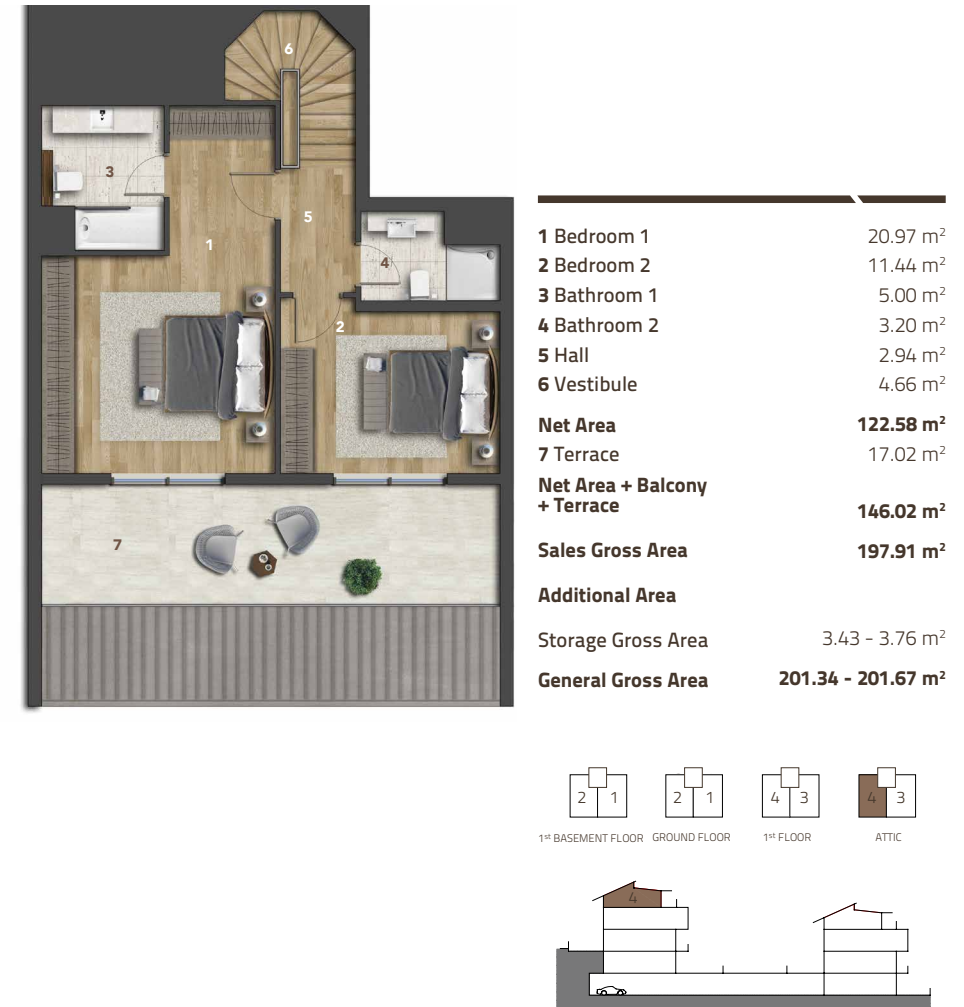 6
3
5
1
4
2
7
1 Bedroom 1 20.97 m²
2 Bedroom 2 11.44 m²
3 Bathroom 1 5.00 m²
4 Bathroom 2 3.20 m²
5 Hall 2.94 m²
6 Vestibule 4.66 m²
Net Area 122.58 m²
7 Terrace 17.02 m²
Net Area + Balcony
+ Terrace 146.02 m²
Sales Gross Area 197.91 m²
Additional Area
Storage Gross Area 3.43 - 3.76 m²
General Gross Area 201.34 - 201.67 m²
2 1 2 1 4 3 4 3
1st BASEMENT FLOOR GROUND FLOOR 1st FLOOR ATTIC
4